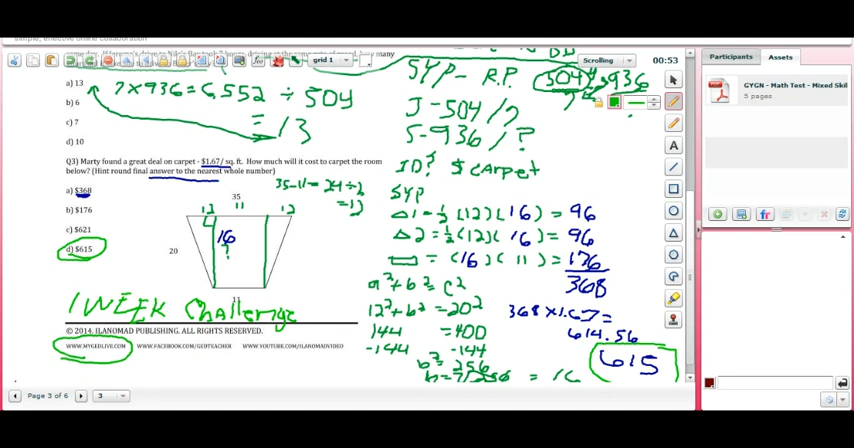 grid 1
Scrolling
00:53
Participants
Assets
GYGN - Math Test - Mixed Skil
5 pages
a) 13
b) 6
c) 7
d) 10
7 x 936 = 6,552 ÷ 504
= 13
SYP - R.P.
504 936
7 ?
J-504/7
S-936/?
Q3) Marty found a great deal on carpet - $1.67/sq. ft. How much will it cost to carpet the room
below? (Hint round final answer to the nearest whole number)
a) $368
b) $176
c) $621
d) $615
35-11 = 24 ÷ 2
= 12
35
12 11 12
20
16
?
11
ID? $ carpet
SYP
△1 = ½ (12)(16) = 96
△2 = ½ (12)(16) = 96
▭ = (16)(11) = 176
368
a²+b²=c²
12²+b²=20²
144 =400
-144 -144
b²=256
b=√256 = 16
368 x 1.67 =
614.56
615
1 WEEK Challenge
© 2014. ILANOMAD PUBLISHING. ALL RIGHTS RESERVED.
WWW.MYGEDLIVE.COM WWW.FACEBOOK.COM/GEDTEACHER WWW.YOUTUBE.COM/ILANOMADVIDEO
Page 3 of 6
3